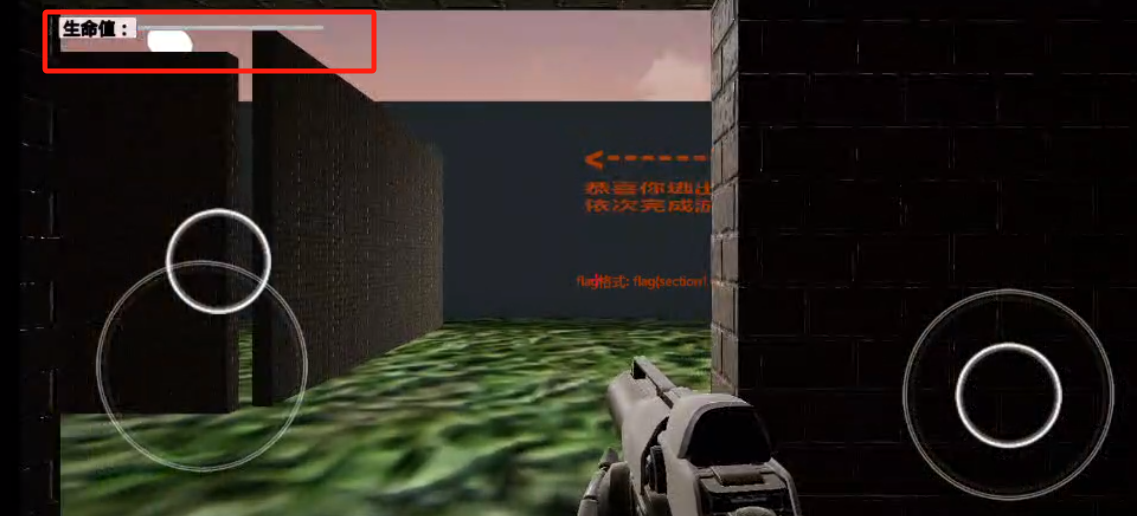 生命值：
<------
恭喜你逃出
依次完成
flag格式: flag{section